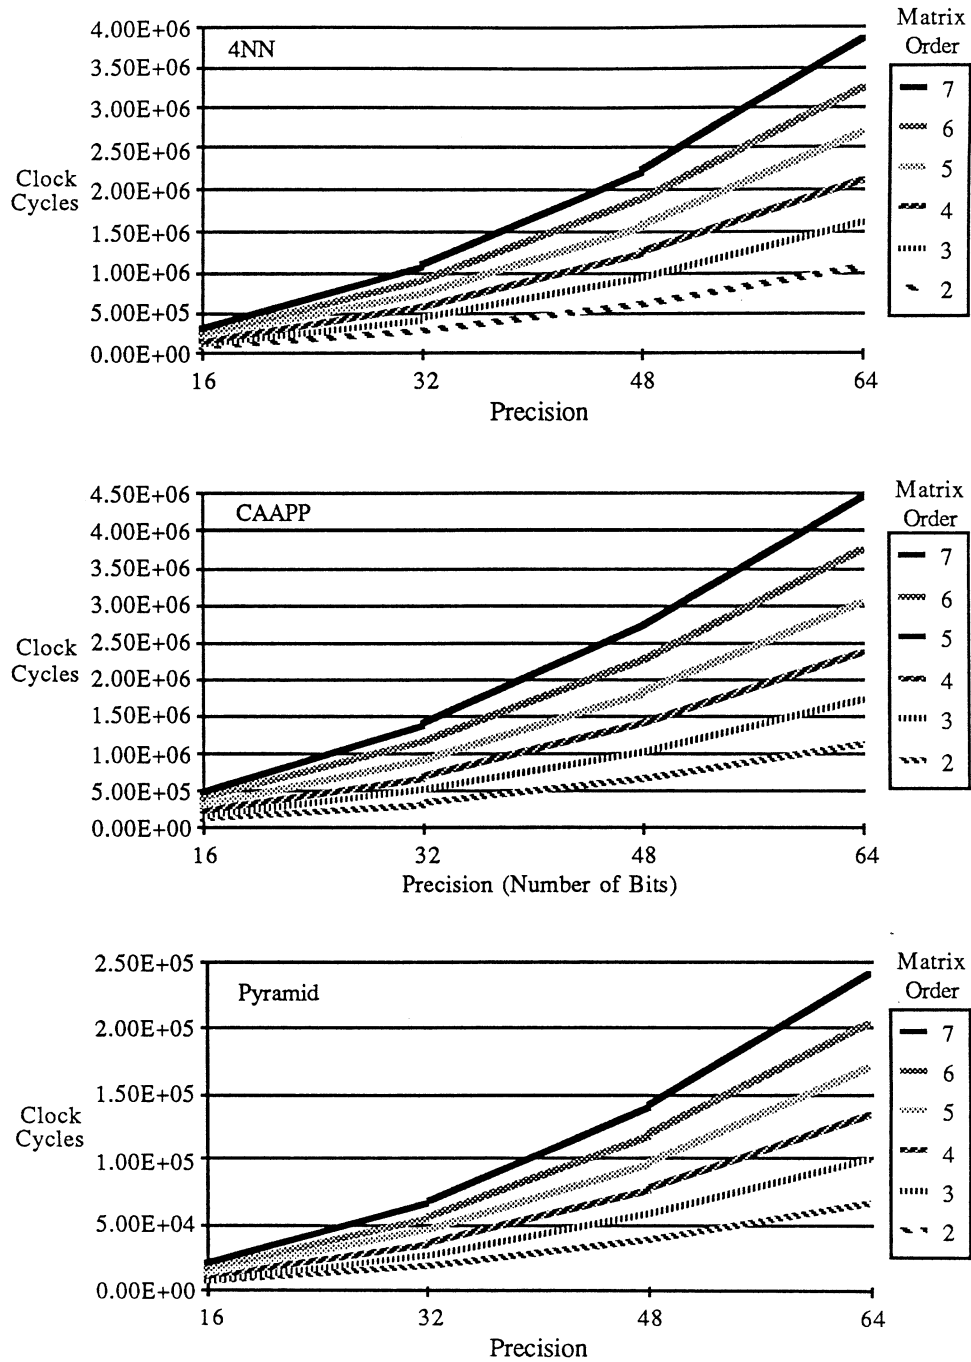 4NN
4.00E+06
3.50E+06
3.00E+06
2.50E+06
2.00E+06
1.50E+06
1.00E+06
5.00E+05
0.00E+00
Clock
Cycles
16 32 48 64
Precision
Matrix
Order
7
6
5
4
3
2
CAAPP
4.50E+06
4.00E+06
3.50E+06
3.00E+06
2.50E+06
2.00E+06
1.50E+06
1.00E+06
5.00E+05
0.00E+00
Clock
Cycles
16 32 48 64
Precision (Number of Bits)
Matrix
Order
7
6
5
4
3
2
Pyramid
2.50E+05
2.00E+05
1.50E+05
1.00E+05
5.00E+04
0.00E+00
Clock
Cycles
16 32 48 64
Precision
Matrix
Order
7
6
5
4
3
2